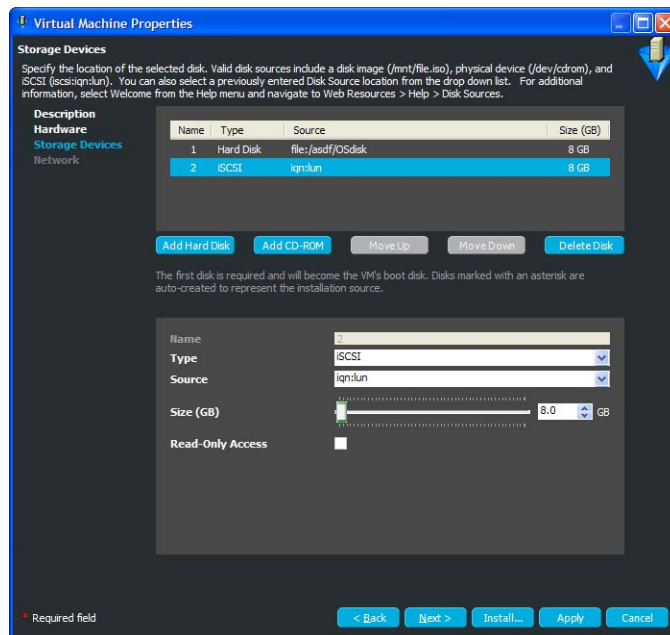 Virtual Machine Properties
Storage Devices
Specify the location of the selected disk. Valid disk sources include a disk image (/mnt/file.iso), physical device (/dev/cdrom), and
iSCSI (iscsi:iqn:lun). You can also select a previously entered Disk Source location from the drop down list. For additional
information, select Welcome from the Help menu and navigate to Web Resources > Help > Disk Sources.
Description
Hardware
Storage Devices
Network
Name Type Source Size (GB)
1 Hard Disk file:/asdf/OSdisk 8 GB
2 iSCSI iqn:lun 8 GB
Add Hard Disk Add CD-ROM Move Up Move Down Delete Disk
The first disk is required and will become the VM's boot disk. Disks marked with an asterisk are
auto-created to represent the installation source.
Name 2
Type iSCSI
Source iqn:lun
Size (GB) 8.0 GB
Read-Only Access
* Required field < Back Next > Install... Apply Cancel